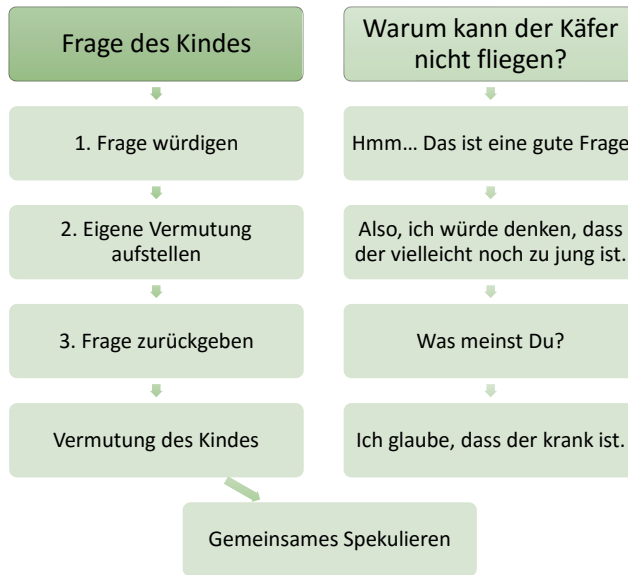 Frage des Kindes
1. Frage würdigen
2. Eigene Vermutung
aufstellen
3. Frage zurückgeben
Vermutung des Kindes
Warum kann der Käfer
nicht fliegen?
Hmm... Das ist eine gute Frage
Also, ich würde denken, dass
der vielleicht noch zu jung ist.
Was meinst Du?
Ich glaube, dass der krank ist.
Gemeinsames Spekulieren